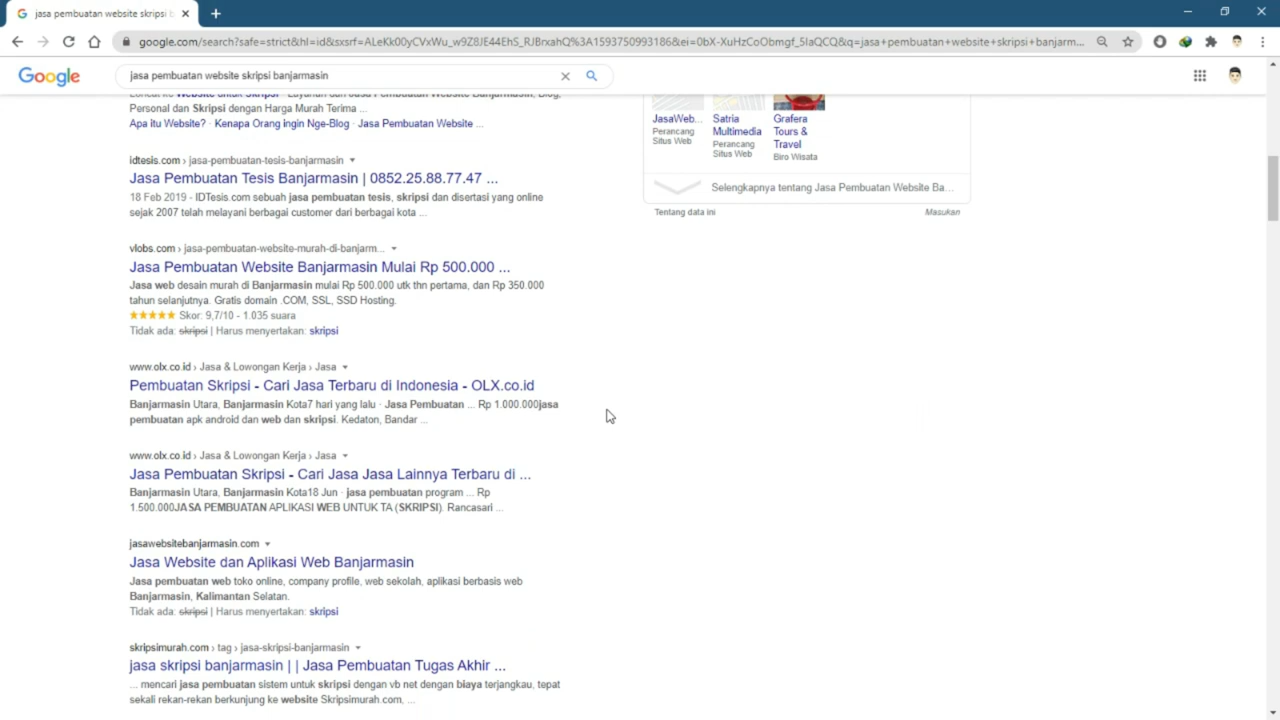 jasa pembuatan website skripsi b
google.com/search?safe=strict&hl=id&sxsrf=ALeKk00yCVxWu_w9Z8JE44EhS_RJBrxahQ%3A1593750993186&ei=0bX-XuHzCoObmgf_5laQCQ&q=jasa+pembuatan+website+skripsi+banjarm...
Google
jasa pembuatan website skripsi banjarmasin
Personal dan Skripsi dengan Harga Murah Terima ...
Apa itu Website? · Kenapa Orang ingin Nge-Blog · Jasa Pembuatan Website ...
idtesis.com › jasa-pembuatan-tesis-banjarmasin
Jasa Pembuatan Tesis Banjarmasin | 0852.25.88.77.47 ...
18 Feb 2019 - IDTesis.com sebuah jasa pembuatan tesis, skripsi dan disertasi yang online
sejak 2007 telah melayani berbagai customer dari berbagai kota ...
vlobs.com › jasa-pembuatan-website-murah-di-banjarm...
Jasa Pembuatan Website Banjarmasin Mulai Rp 500.000 ...
Jasa web desain murah di Banjarmasin mulai Rp 500.000 utk thn pertama, dan Rp 350.000
tahun selanjutnya. Gratis domain .COM, SSL, SSD Hosting.
★★★★★ Skor: 9,7/10 - 1.035 suara
Tidak ada: skripsi | Harus menyertakan: skripsi
www.olx.co.id › Jasa & Lowongan Kerja › Jasa
Pembuatan Skripsi - Cari Jasa Terbaru di Indonesia - OLX.co.id
Banjarmasin Utara, Banjarmasin Kota7 hari yang lalu · Jasa Pembuatan ... Rp 1.000.000jasa
pembuatan apk android dan web dan skripsi. Kedaton, Bandar ...
www.olx.co.id › Jasa & Lowongan Kerja › Jasa
Jasa Pembuatan Skripsi - Cari Jasa Jasa Lainnya Terbaru di ...
Banjarmasin Utara, Banjarmasin Kota18 Jun · jasa pembuatan program ... Rp
1.500.000JASA PEMBUATAN APLIKASI WEB UNTUK TA (SKRIPSI). Rancasari ...
jasawebsitebanjarmasin.com
Jasa Website dan Aplikasi Web Banjarmasin
Jasa pembuatan web toko online, company profile, web sekolah, aplikasi berbasis web
Banjarmasin, Kalimantan Selatan.
Tidak ada: skripsi | Harus menyertakan: skripsi
skripsimurah.com › tag › jasa-skripsi-banjarmasin
jasa skripsi banjarmasin | | Jasa Pembuatan Tugas Akhir ...
... mencari jasa pembuatan sistem untuk skripsi dengan vb net dengan biaya terjangkau, tepat
sekali rekan-rekan berkunjung ke website Skripsimurah.com, ...
JasaWeb...
Perancang
Situs Web
Satria
Multimedia
Perancang
Situs Web
Grafera
Tours &
Travel
Biro Wisata
Selengkapnya tentang Jasa Pembuatan Website Ba...
Tentang data ini
Masukan